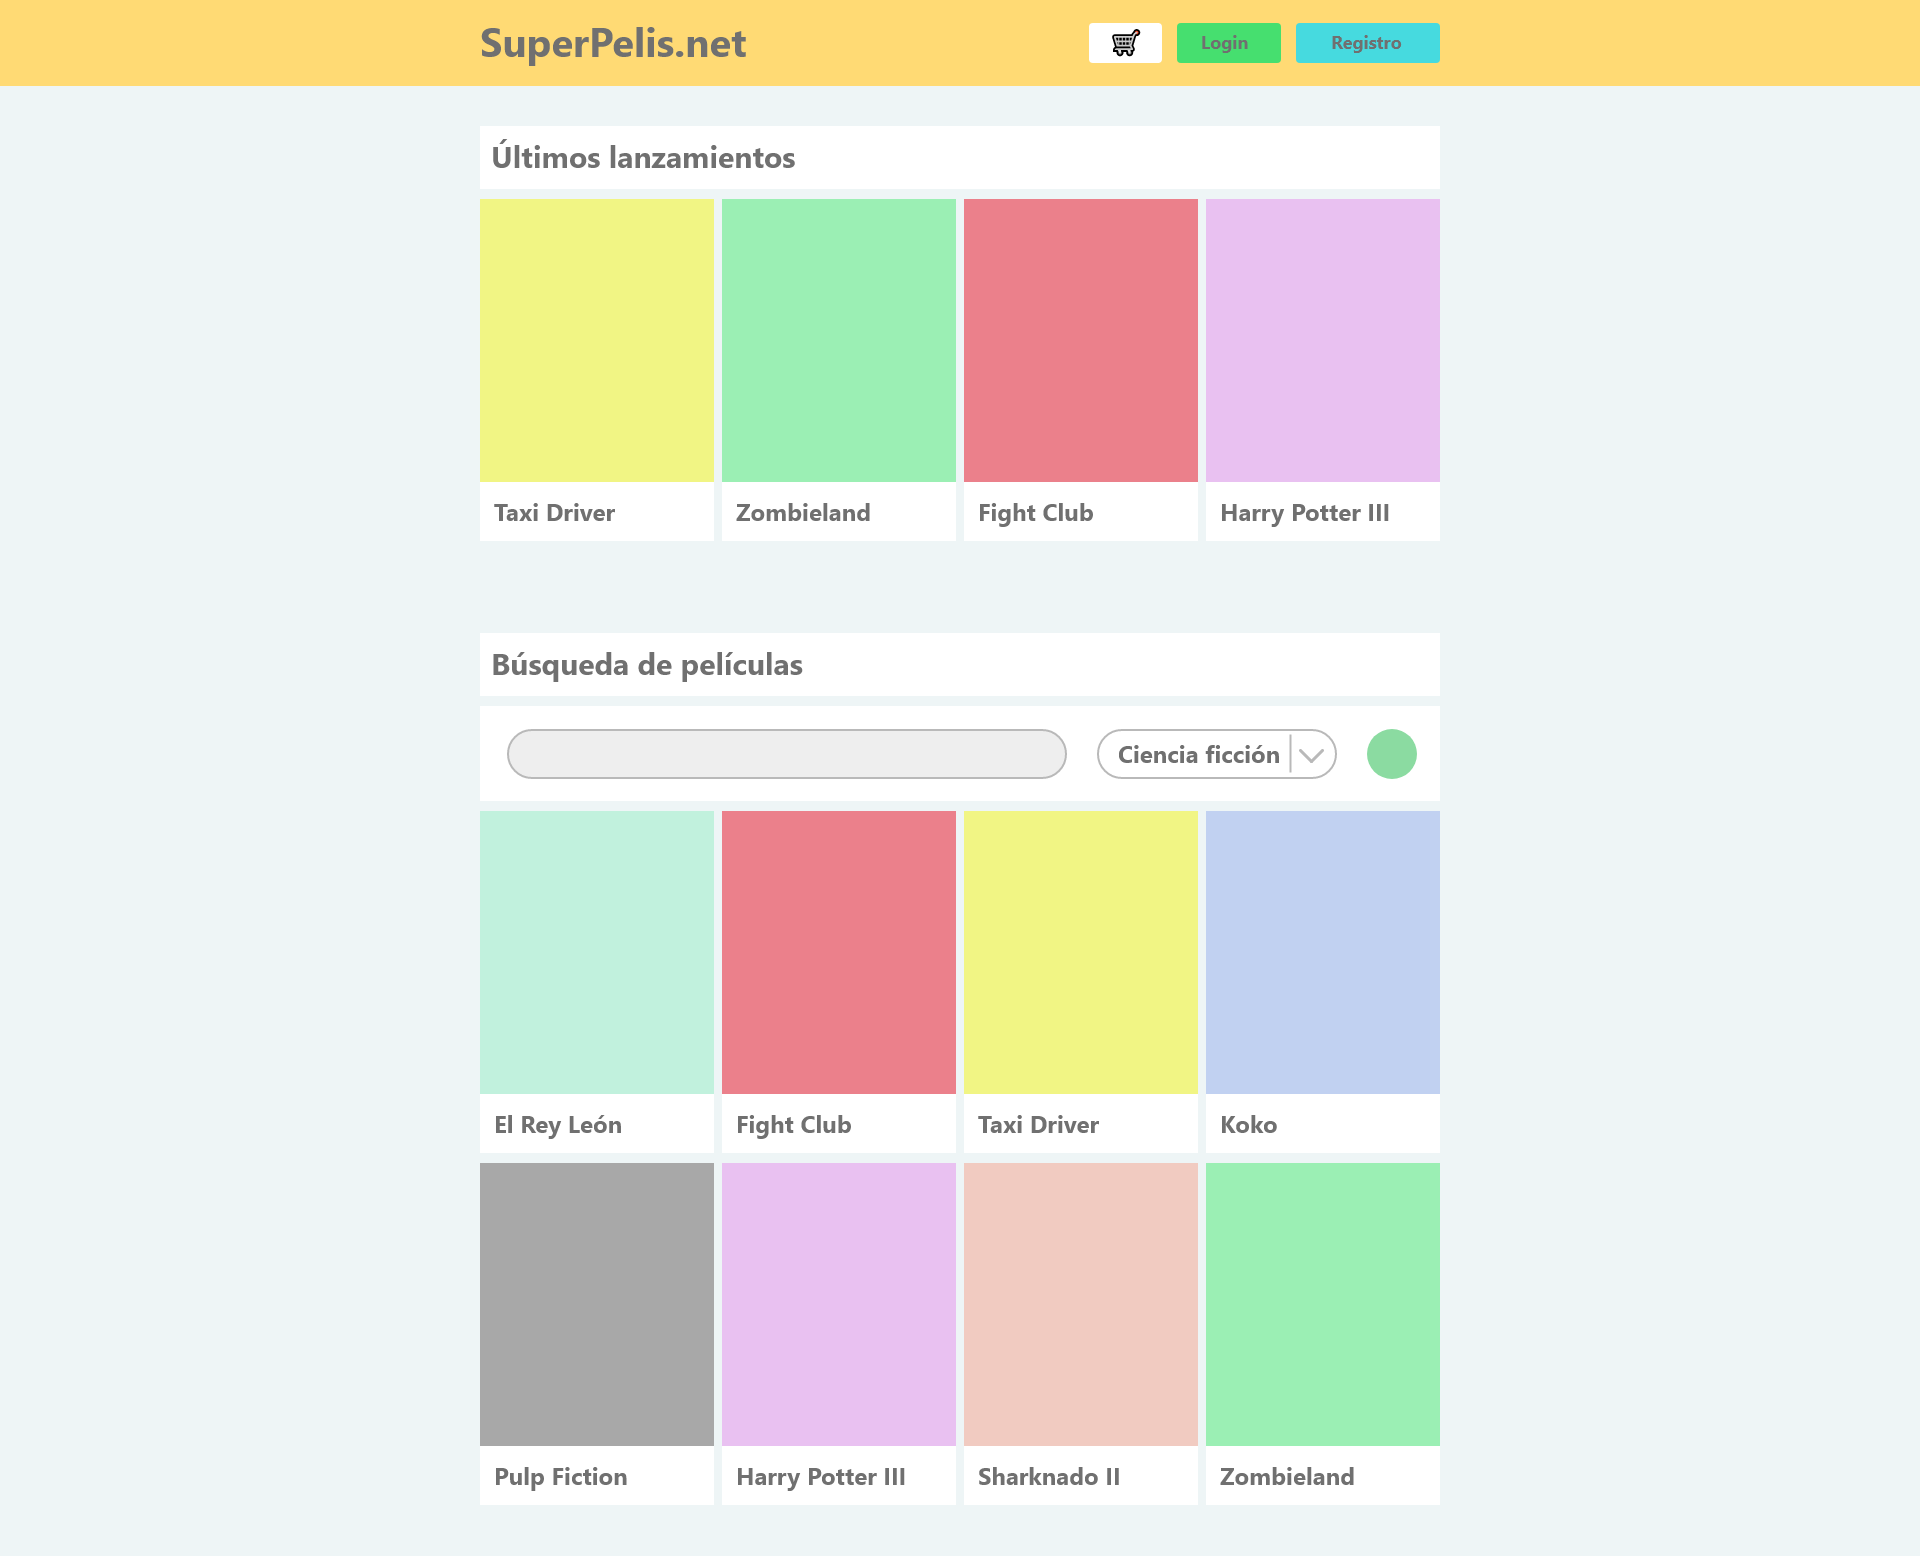 SuperPelis.net
Login
Registro
Últimos lanzamientos
Taxi Driver
Zombieland
Fight Club
Harry Potter III
Búsqueda de películas
Ciencia ficción
El Rey León
Fight Club
Taxi Driver
Koko
Pulp Fiction
Harry Potter III
Sharknado II
Zombieland